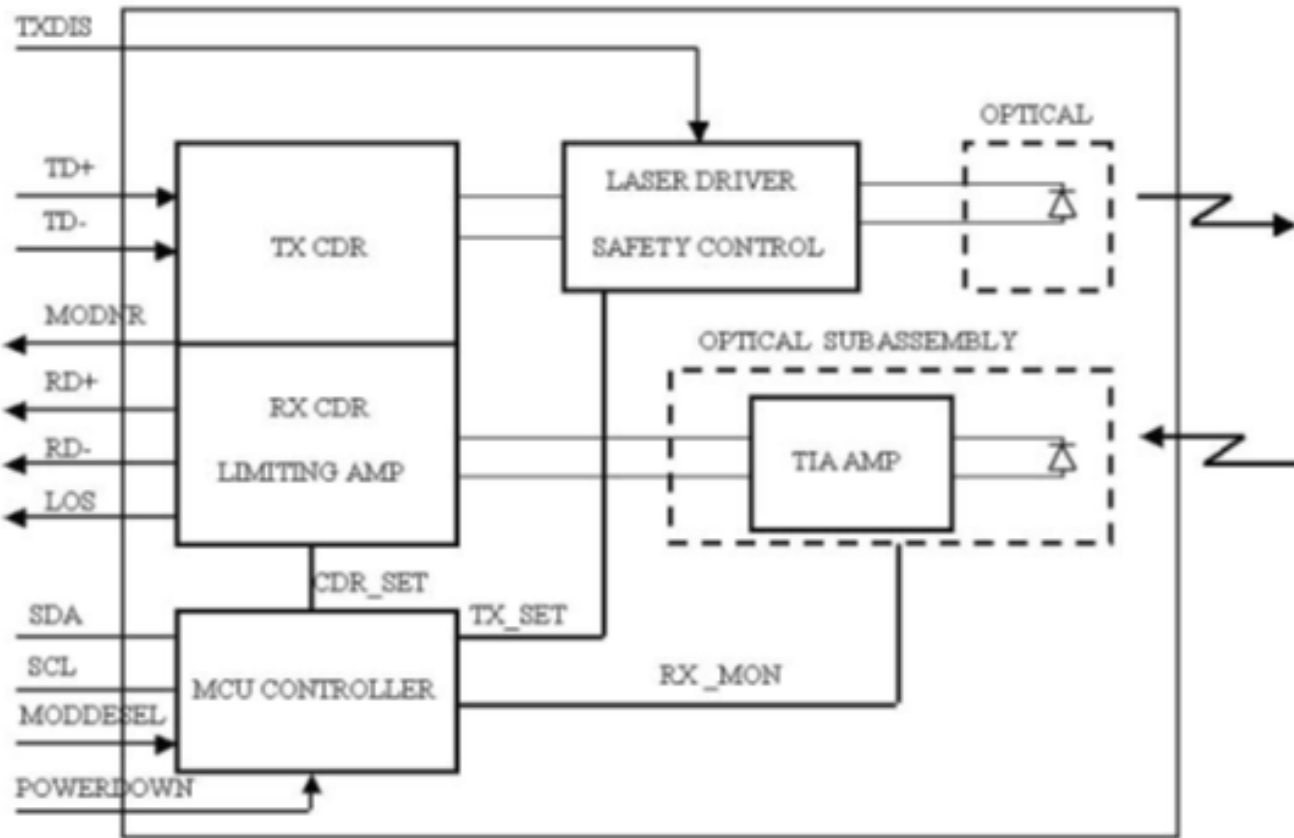 TXDIS
OPTICAL
TD+
LASER DRIVER
TD-
TX CDR
SAFETY CONTROL
MODNR
OPTICAL SUBASSEMBLY
RD+
RX CDR
RD-
LIMITING AMP
TIA AMP
LOS
CDR_SET
SDA
TX_SET
SCL
MCU CONTROLLER
RX_MON
MODDESEL
POWERDOWN